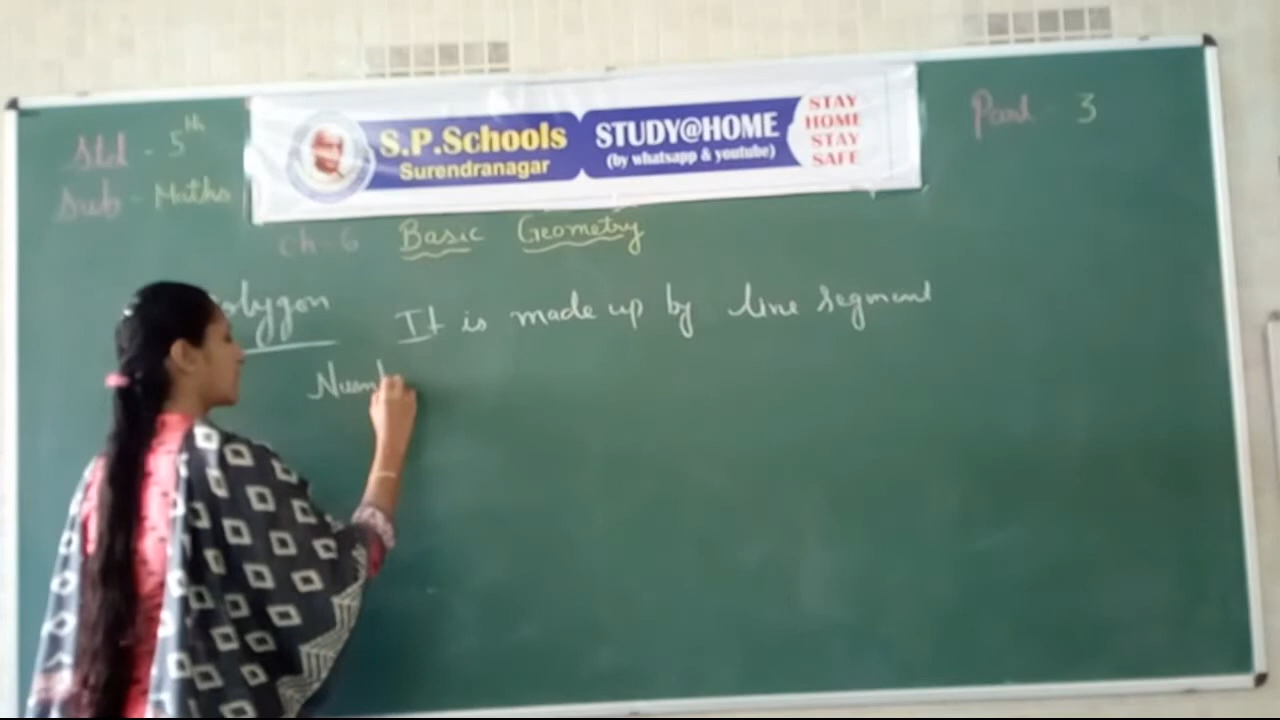 Std - 5th
Sub - Maths
Part - 3
S.P.Schools
Surendranagar
STUDY@HOME
(by whatsapp & youtube)
STAY
HOME
STAY
SAFE
ch-6 Basic Geometry
olygon It is made up by line segment
Numb